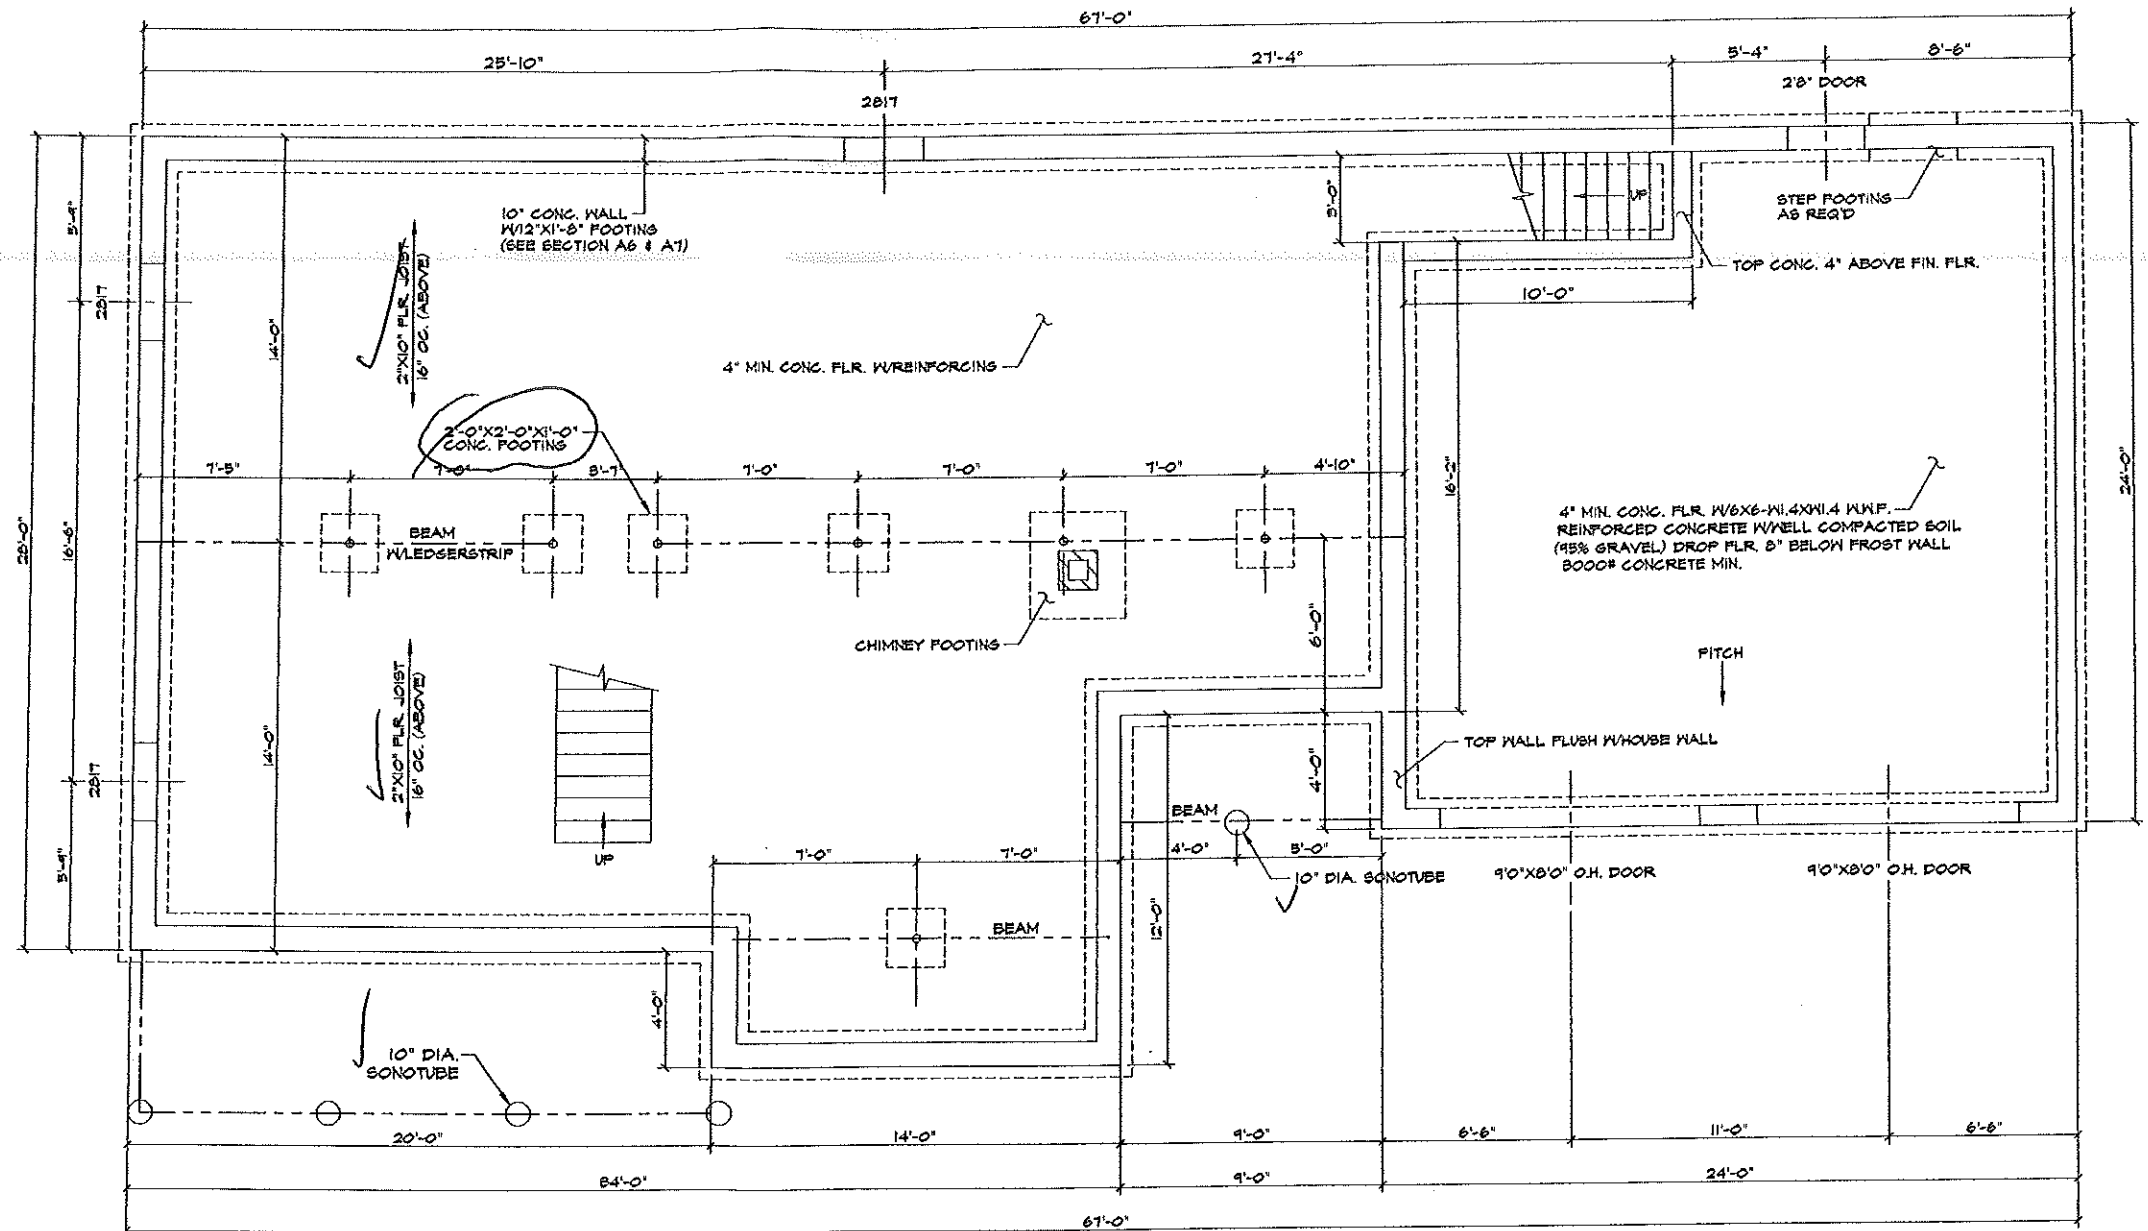 67'-0"
25'-10"
27'-4"
5'-4"
8'-6"
2'8" DOOR
2817
10" CONC. WALL
W/12"X1'-8" FOOTING
(SEE SECTION A6 & A7)
3'-0"
UP
STEP FOOTING
AS REQ'D
TOP CONC. 4" ABOVE FIN. FLR.
10'-0"
5'-9"
2817
28'-0"
16'-6"
14'-0"
2"X10" FLR. JOIST
16" OC. (ABOVE)
4" MIN. CONC. FLR. W/REINFORCING
2'-0"X2'-0"X1'-0"
CONC. FOOTING
7'-5"
7'-0"
3'-7"
7'-0"
7'-0"
7'-0"
4'-10"
16'-2"
24'-0"
BEAM
W/LEDGERSTRIP
4" MIN. CONC. FLR. W/6X6-W1.4XW1.4 W.W.F.
REINFORCED CONCRETE W/WELL COMPACTED SOIL
(95% GRAVEL) DROP FLR. 8" BELOW FROST WALL
3000# CONCRETE MIN.
CHIMNEY FOOTING
6'-0"
PITCH
2"X10" FLR. JOIST
16" OC. (ABOVE)
14'-0"
2817
5'-9"
UP
TOP WALL FLUSH W/HOUSE WALL
4'-0"
BEAM
7'-0"
7'-0"
4'-0"
5'-0"
10" DIA. SONOTUBE
9'0"X8'0" O.H. DOOR
9'0"X8'0" O.H. DOOR
12'-0"
BEAM
4'-0"
10" DIA.
SONOTUBE
20'-0"
14'-0"
9'-0"
6'-6"
11'-0"
6'-6"
34'-0"
9'-0"
24'-0"
67'-0"